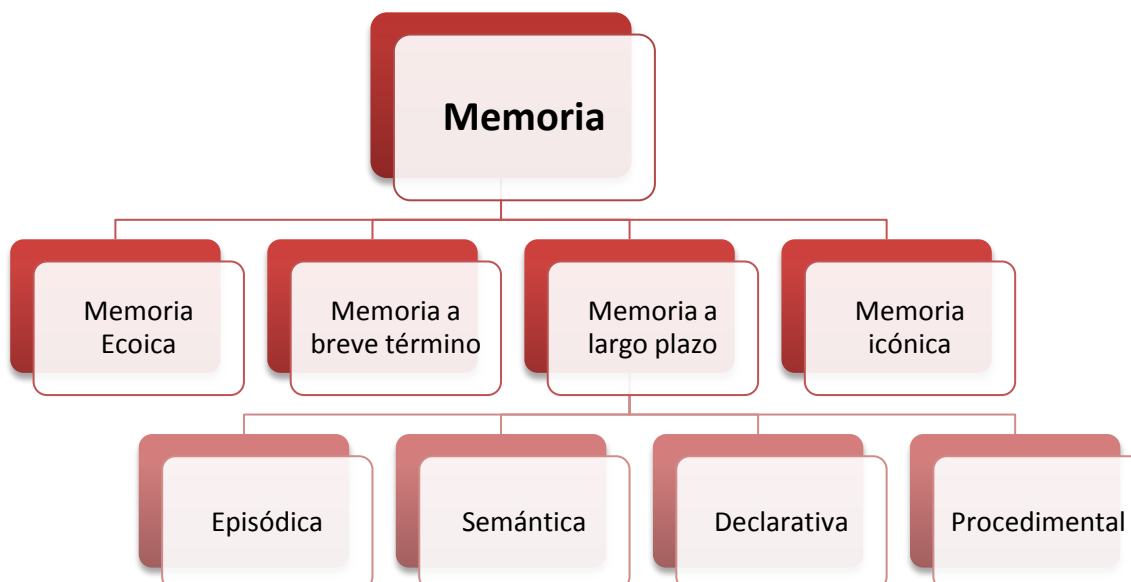 Memoria
Memoria
Ecoica
Memoria a
breve término
Memoria a
largo plazo
Memoria
icónica
Episódica
Semántica
Declarativa
Procedimental